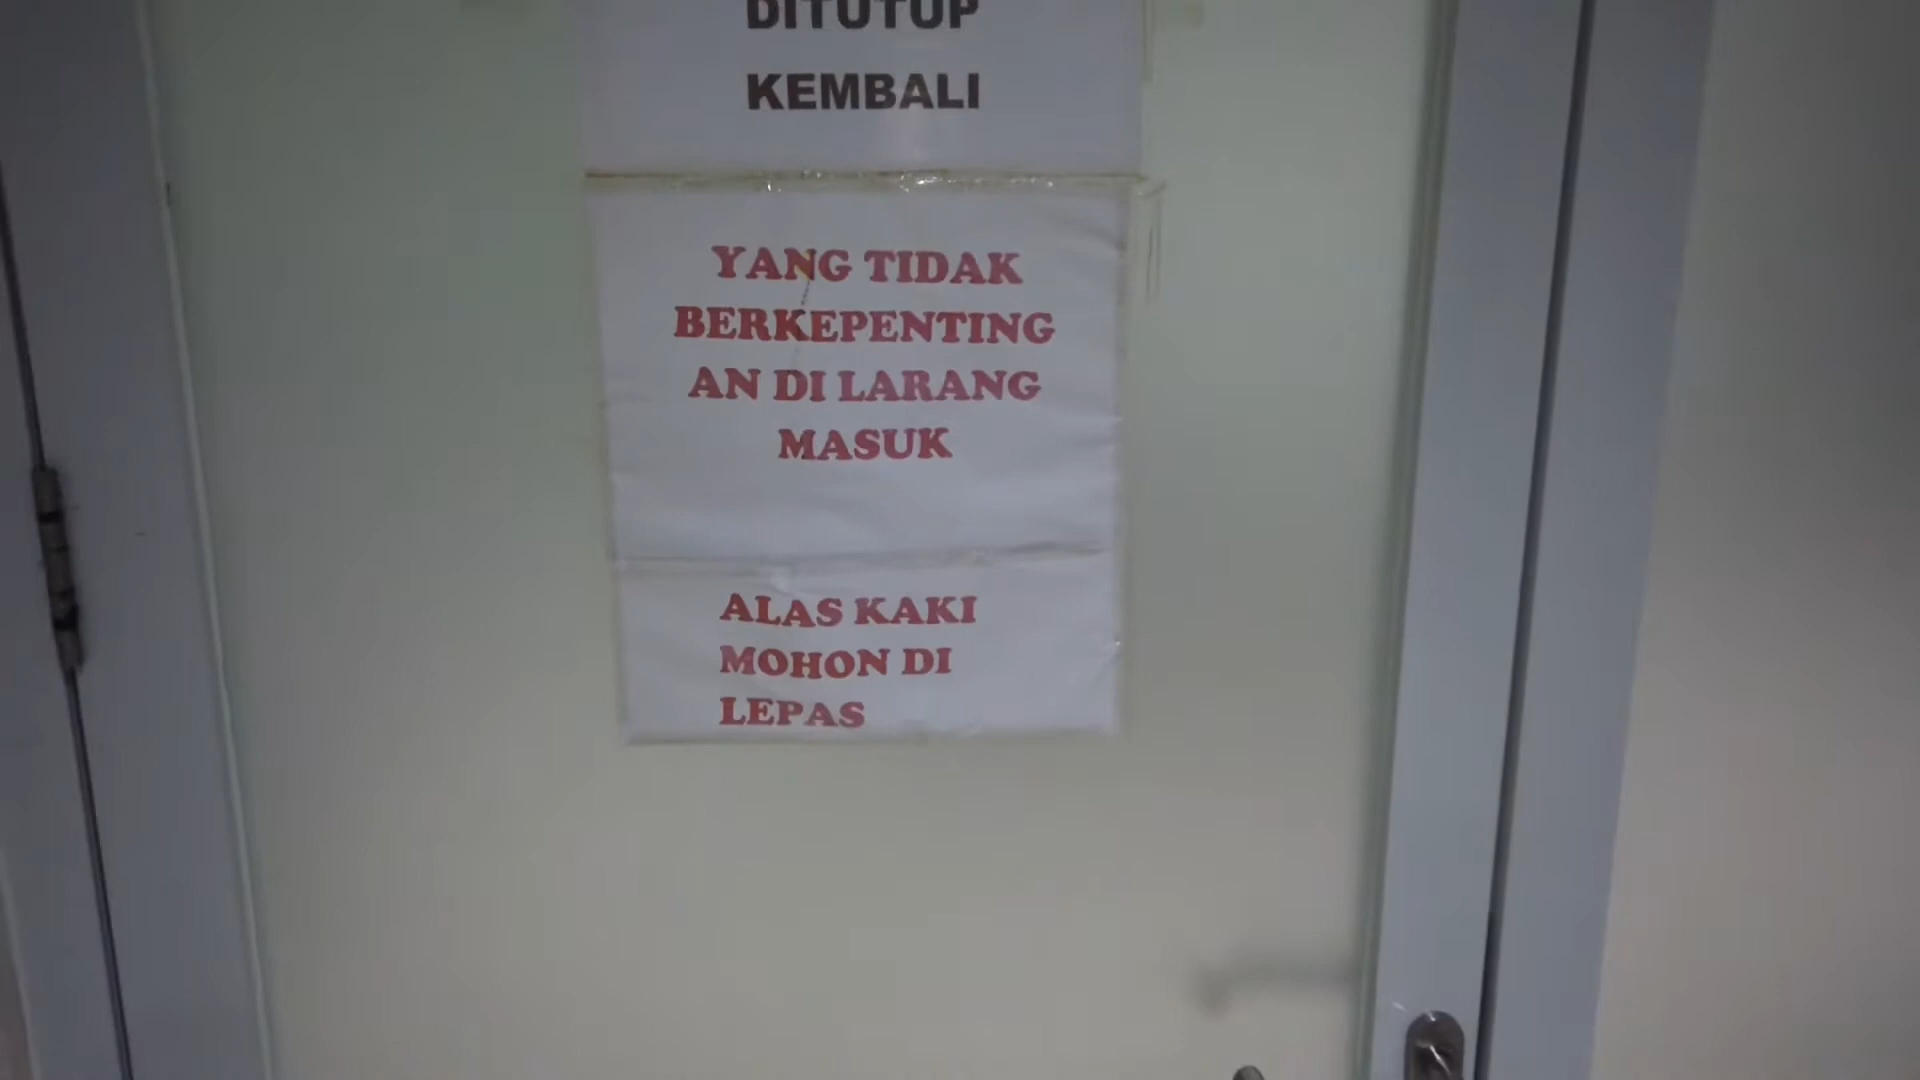 DITUTUP
KEMBALI
YANG TIDAK
BERKEPENTING
AN DI LARANG
MASUK
ALAS KAKI
MOHON DI
LEPAS